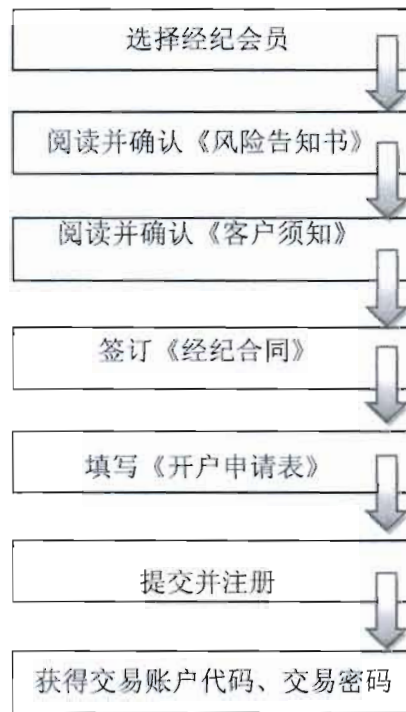 选择经纪会员
阅读并确认《风险告知书》
阅读并确认《客户须知》
签订《经纪合同》
填写《开户申请表》
提交并注册
获得交易账户代码、交易密码